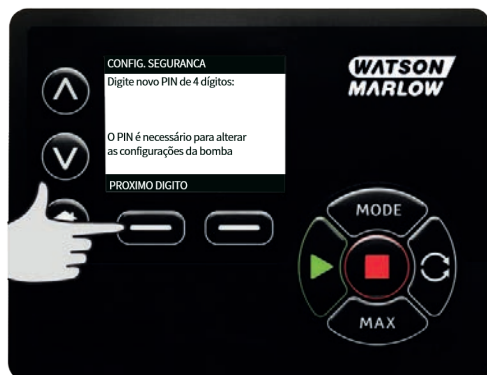 CONFIG. SEGURANCA
Digite novo PIN de 4 dígitos:
O PIN é necessário para alterar
as configurações da bomba
PROXIMO DIGITO
WATSON
MARLOW
MODE
MAX